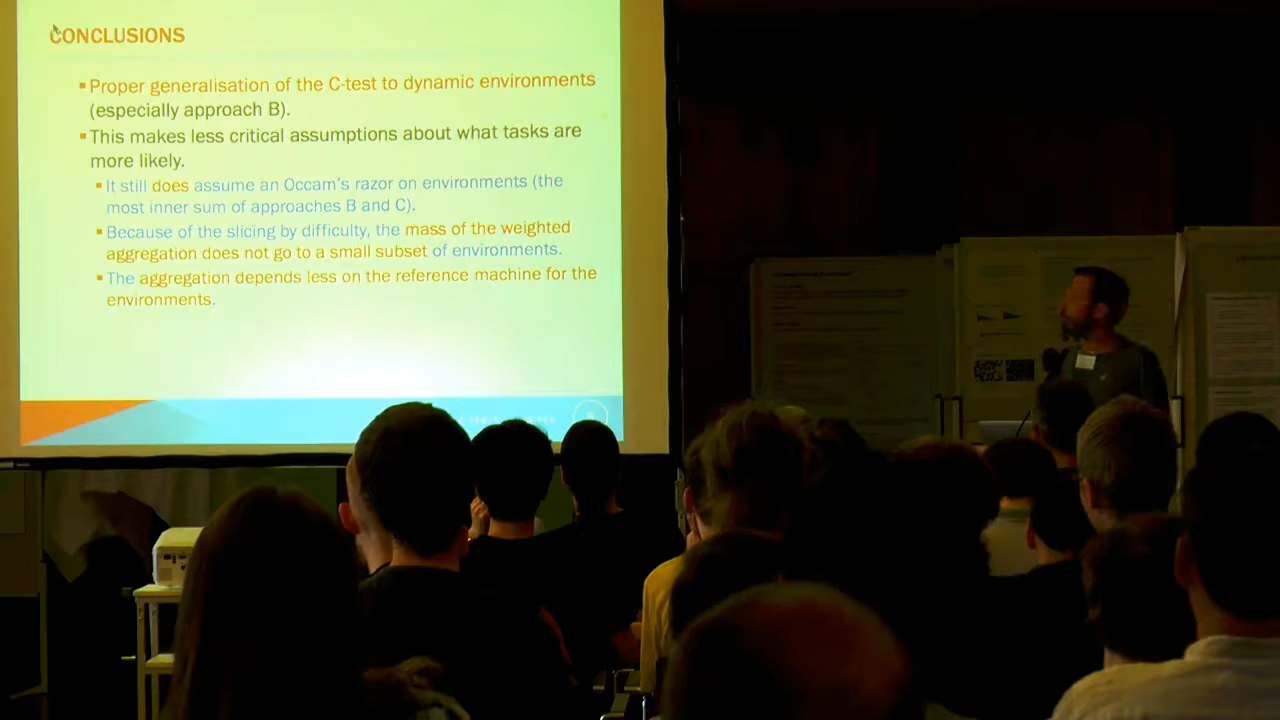 CONCLUSIONS
▪ Proper generalisation of the C-test to dynamic environments
(especially approach B).
▪ This makes less critical assumptions about what tasks are
more likely.
▪ It still does assume an Occam's razor on environments (the
most inner sum of approaches B and C).
▪ Because of the slicing by difficulty, the mass of the weighted
aggregation does not go to a small subset of environments.
▪ The aggregation depends less on the reference machine for the
environments.